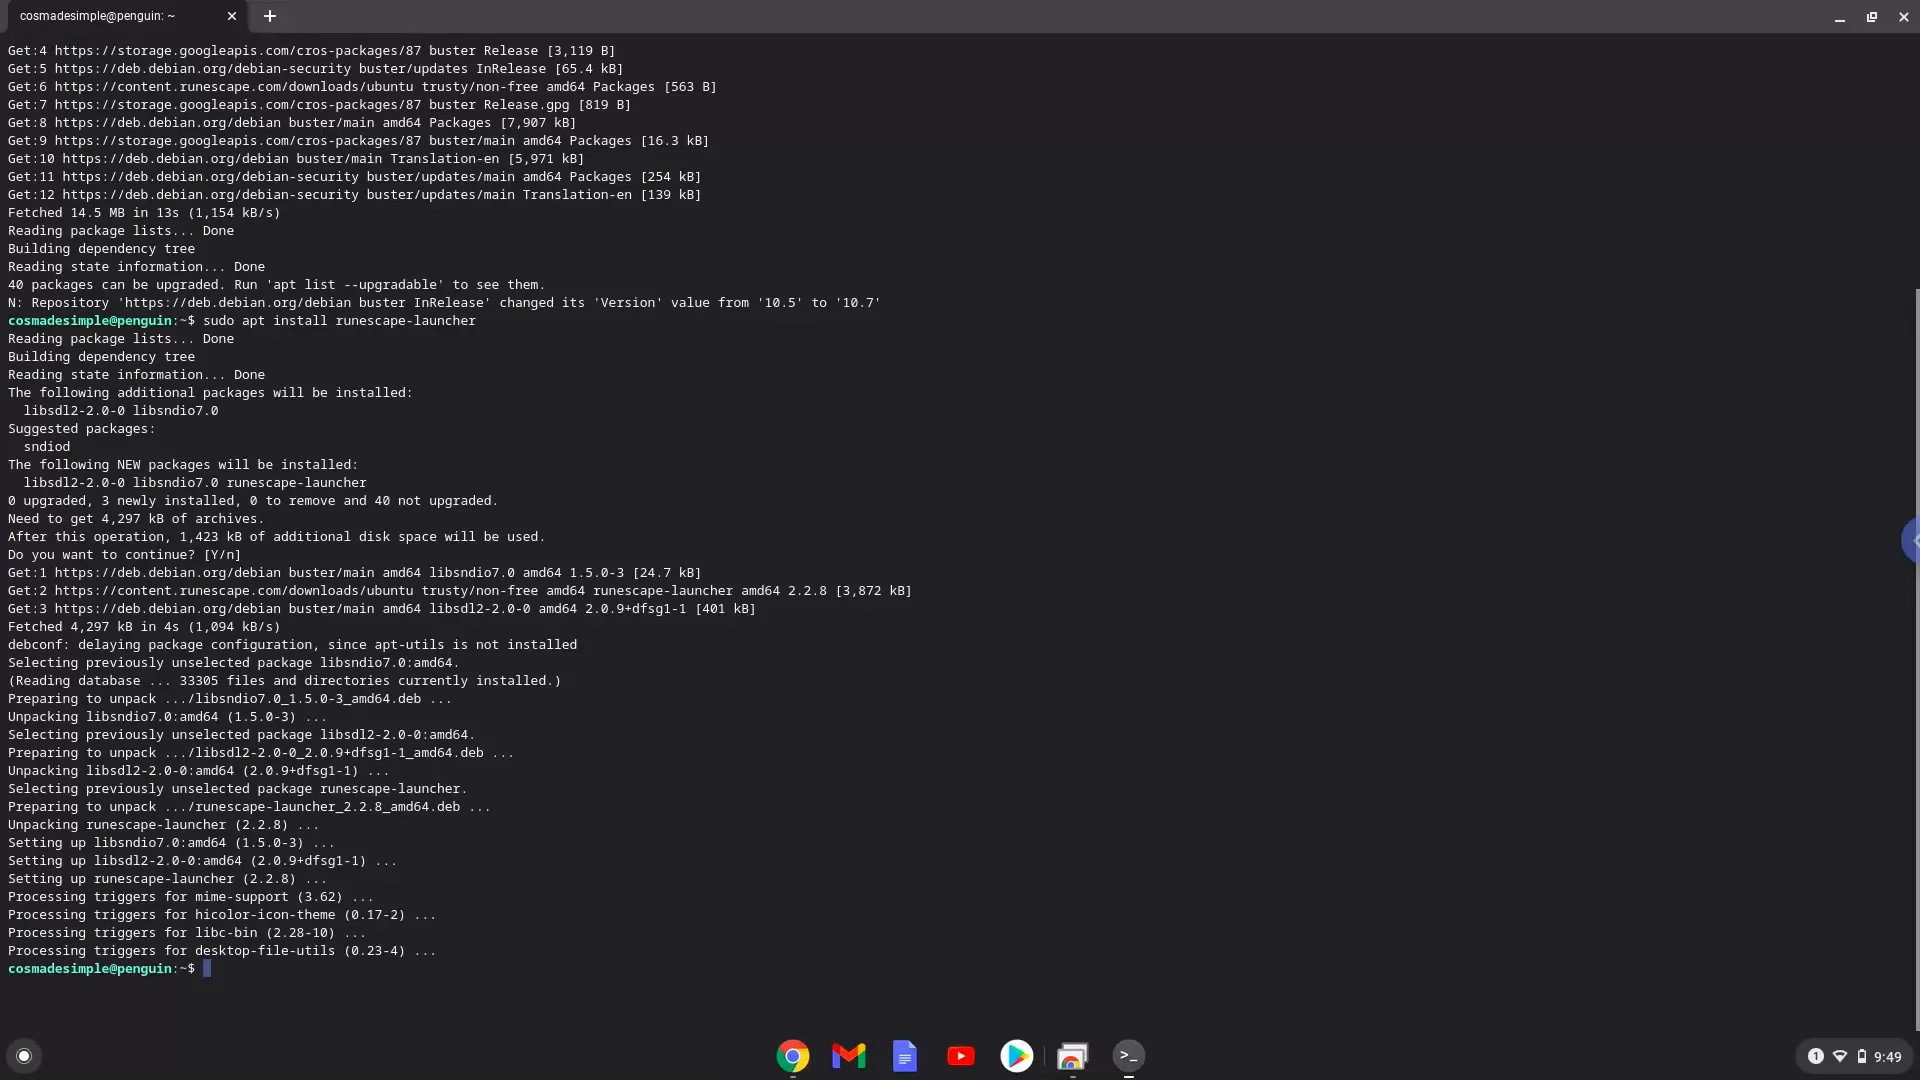 cosmadesimple@penguin: ~
Get:4 https://storage.googleapis.com/cros-packages/87 buster Release [3,119 B]
Get:5 https://deb.debian.org/debian-security buster/updates InRelease [65.4 kB]
Get:6 https://content.runescape.com/downloads/ubuntu trusty/non-free amd64 Packages [563 B]
Get:7 https://storage.googleapis.com/cros-packages/87 buster Release.gpg [819 B]
Get:8 https://deb.debian.org/debian buster/main amd64 Packages [7,907 kB]
Get:9 https://storage.googleapis.com/cros-packages/87 buster/main amd64 Packages [16.3 kB]
Get:10 https://deb.debian.org/debian buster/main Translation-en [5,971 kB]
Get:11 https://deb.debian.org/debian-security buster/updates/main amd64 Packages [254 kB]
Get:12 https://deb.debian.org/debian-security buster/updates/main Translation-en [139 kB]
Fetched 14.5 MB in 13s (1,154 kB/s)
Reading package lists... Done
Building dependency tree
Reading state information... Done
40 packages can be upgraded. Run 'apt list --upgradable' to see them.
N: Repository 'https://deb.debian.org/debian buster InRelease' changed its 'Version' value from '10.5' to '10.7'
cosmadesimple@penguin:~$ sudo apt install runescape-launcher
Reading package lists... Done
Building dependency tree
Reading state information... Done
The following additional packages will be installed:
  libsdl2-2.0-0 libsndio7.0
Suggested packages:
  sndiod
The following NEW packages will be installed:
  libsdl2-2.0-0 libsndio7.0 runescape-launcher
0 upgraded, 3 newly installed, 0 to remove and 40 not upgraded.
Need to get 4,297 kB of archives.
After this operation, 1,423 kB of additional disk space will be used.
Do you want to continue? [Y/n]
Get:1 https://deb.debian.org/debian buster/main amd64 libsndio7.0 amd64 1.5.0-3 [24.7 kB]
Get:2 https://content.runescape.com/downloads/ubuntu trusty/non-free amd64 runescape-launcher amd64 2.2.8 [3,872 kB]
Get:3 https://deb.debian.org/debian buster/main amd64 libsdl2-2.0-0 amd64 2.0.9+dfsg1-1 [401 kB]
Fetched 4,297 kB in 4s (1,094 kB/s)
debconf: delaying package configuration, since apt-utils is not installed
Selecting previously unselected package libsndio7.0:amd64.
(Reading database ... 33305 files and directories currently installed.)
Preparing to unpack .../libsndio7.0_1.5.0-3_amd64.deb ...
Unpacking libsndio7.0:amd64 (1.5.0-3) ...
Selecting previously unselected package libsdl2-2.0-0:amd64.
Preparing to unpack .../libsdl2-2.0-0_2.0.9+dfsg1-1_amd64.deb ...
Unpacking libsdl2-2.0-0:amd64 (2.0.9+dfsg1-1) ...
Selecting previously unselected package runescape-launcher.
Preparing to unpack .../runescape-launcher_2.2.8_amd64.deb ...
Unpacking runescape-launcher (2.2.8) ...
Setting up libsndio7.0:amd64 (1.5.0-3) ...
Setting up libsdl2-2.0-0:amd64 (2.0.9+dfsg1-1) ...
Setting up runescape-launcher (2.2.8) ...
Processing triggers for mime-support (3.62) ...
Processing triggers for hicolor-icon-theme (0.17-2) ...
Processing triggers for libc-bin (2.28-10) ...
Processing triggers for desktop-file-utils (0.23-4) ...
cosmadesimple@penguin:~$
1 9:49